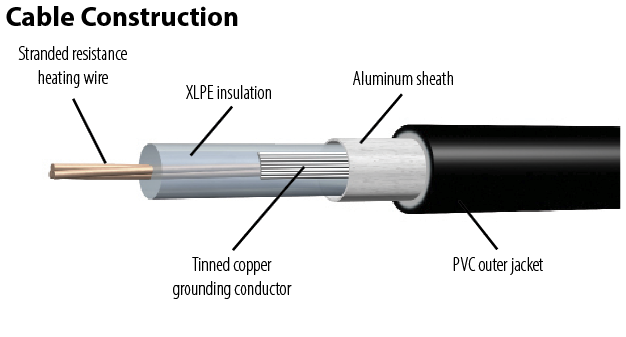 Cable Construction
Stranded resistance
heating wire
XLPE insulation
Aluminum sheath
Tinned copper
grounding conductor
PVC outer jacket